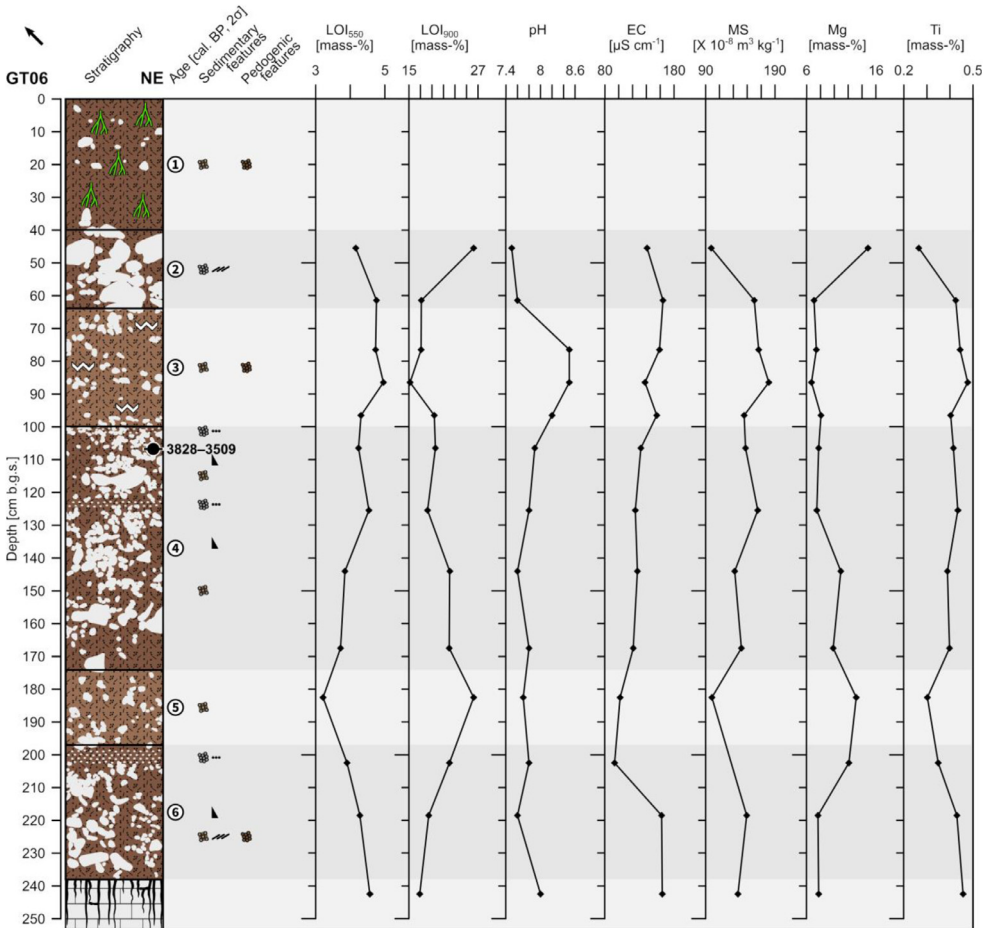 GT06
Stratigraphy
NE
Age [cal. BP, 2σ]
Sedimentary features
Pedogenic features
LOI550
[mass-%]
3 5
LOI900
[mass-%]
15 27
pH
7.4 8 8.6
EC
[µS cm-1]
80 180
MS
[X 10-8 m3 kg-1]
90 190
Mg
[mass-%]
6 16
Ti
[mass-%]
0.2 0.5
Depth [cm b.g.s.]
0
10
20
30
40
50
60
70
80
90
100
110
120
130
140
150
160
170
180
190
200
210
220
230
240
250
1
2
3
3828–3509
4
5
6